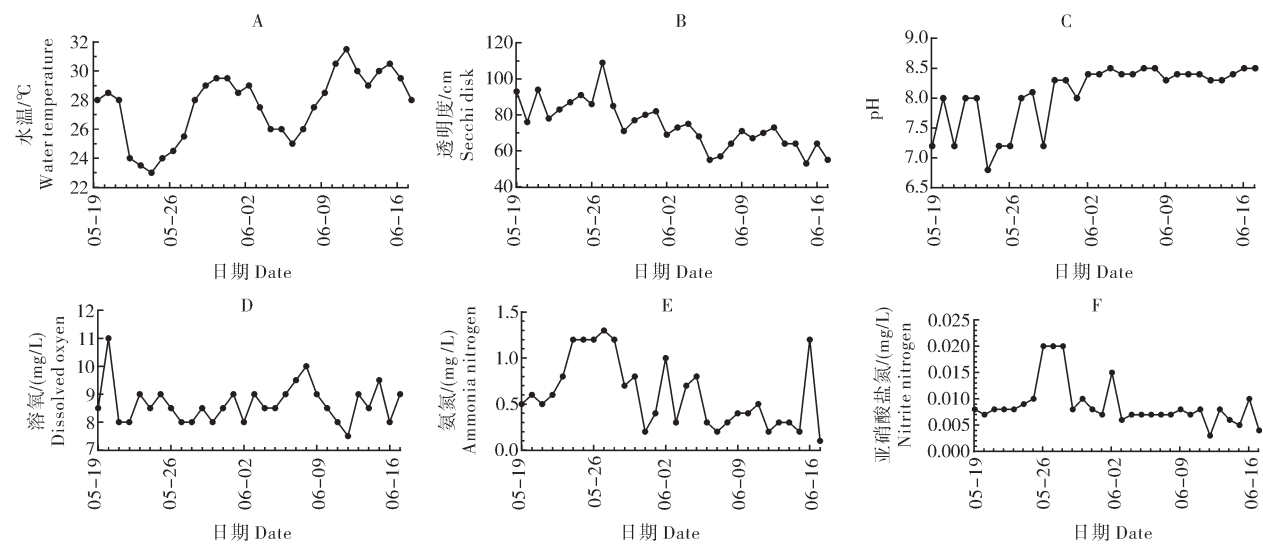 A
水温/℃
Water temperature
32
30
28
26
24
22
05-19
05-26
06-02
06-09
06-16
日期 Date
B
透明度/cm
Secchi disk
120
100
80
60
40
05-19
05-26
06-02
06-09
06-16
日期 Date
C
pH
9.0
8.5
8.0
7.5
7.0
6.5
05-19
05-26
06-02
06-09
06-16
日期 Date
D
溶氧/(mg/L)
Dissolved oxyen
12
11
10
9
8
7
05-19
05-26
06-02
06-09
06-16
日期 Date
E
氨氮/(mg/L)
Ammonia nitrogen
1.5
1.0
0.5
0.0
05-19
05-26
06-02
06-09
06-16
日期 Date
F
亚硝酸盐氮/(mg/L)
Nitrite nitrogen
0.025
0.020
0.015
0.010
0.005
0.000
05-19
05-26
06-02
06-09
06-16
日期 Date